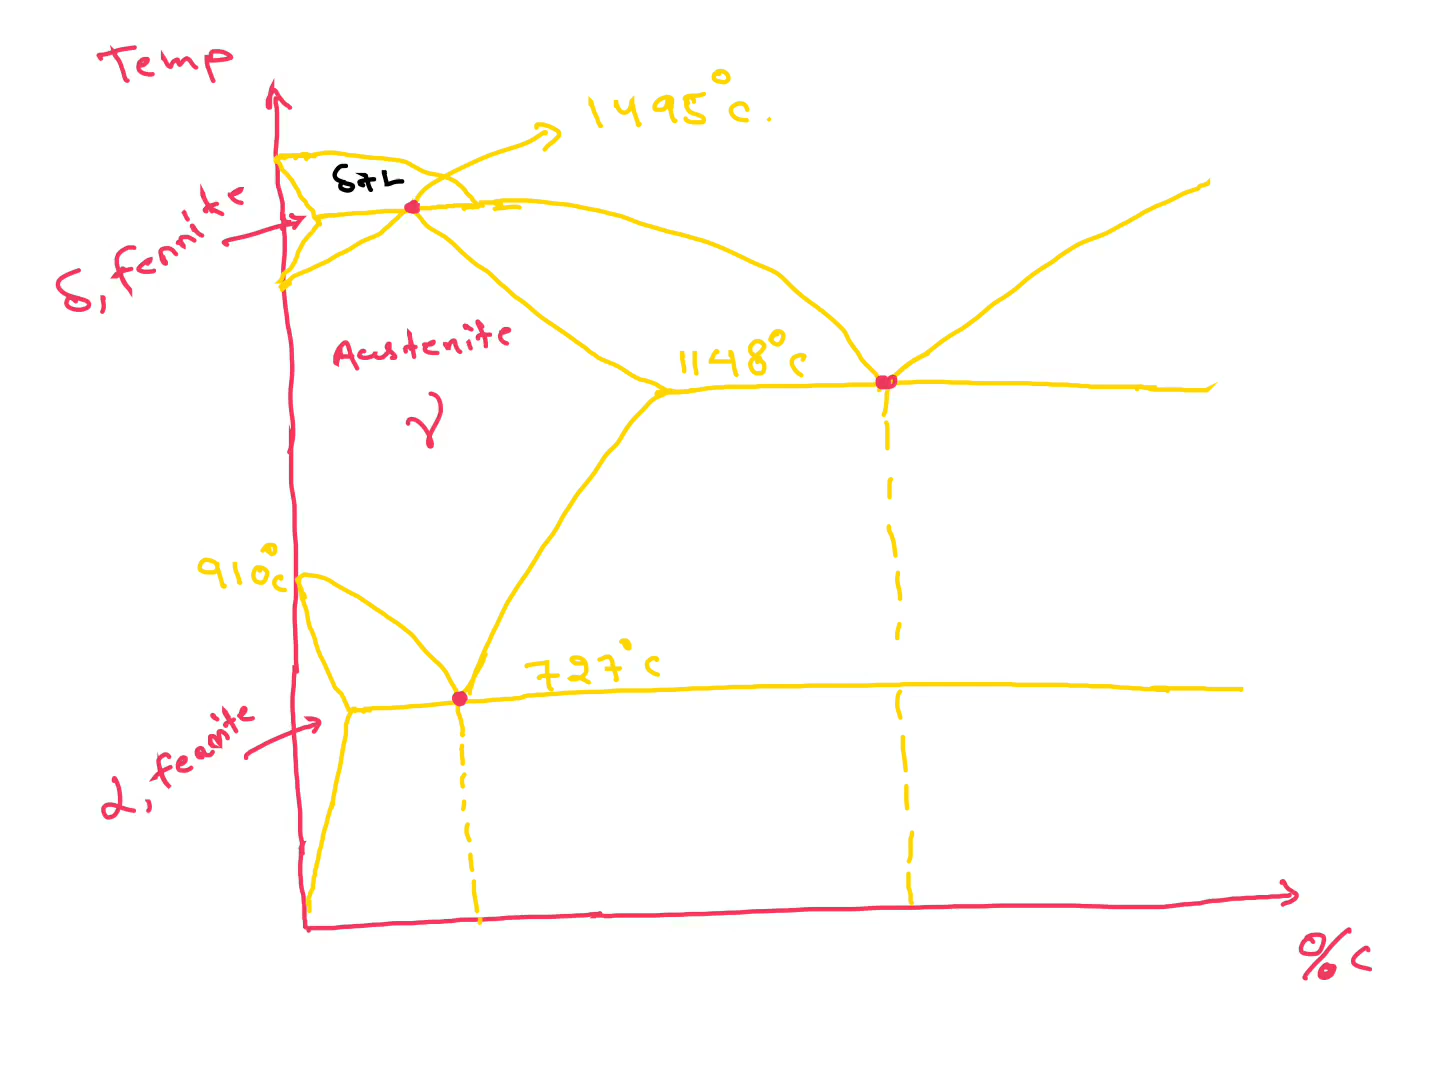 Temp
1495°C.
δ+L
δ, ferrite
Austenite
γ
1148°C
910°C
727°C
α, ferrite
%C